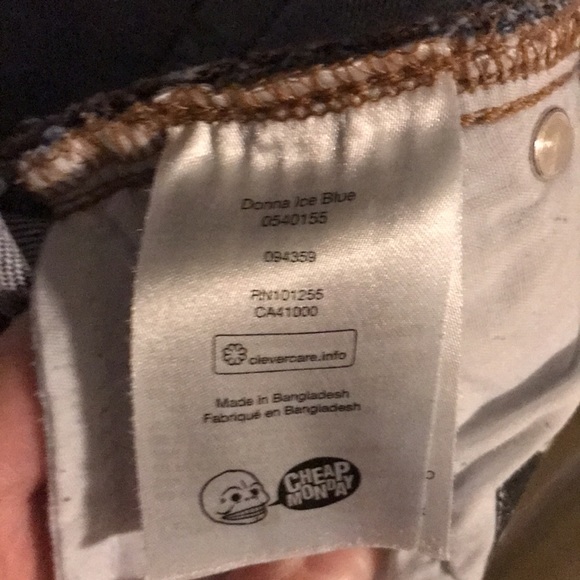 Donna Ice Blue
0540155
094359
RN101255
CA41000
clevercare.info
Made in Bangladesh
Fabriqué en Bangladesh
CHEAP
MONDAY